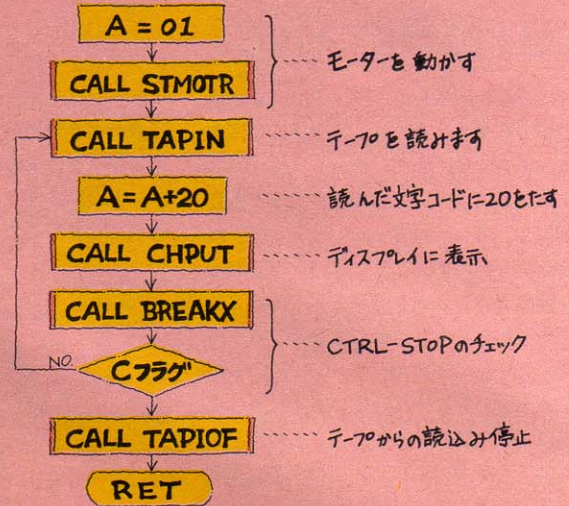 A = 01
モーターを動かす
CALL STMOTR
CALL TAPIN
テープを読みます
A=A+20
読んだ文字コードに20をたす
CALL CHPUT
ディスプレイに表示
CALL BREAKX
CTRL-STOPのチェック
NO.
Cフラグ
CALL TAPIOF
テープからの読込み停止
RET